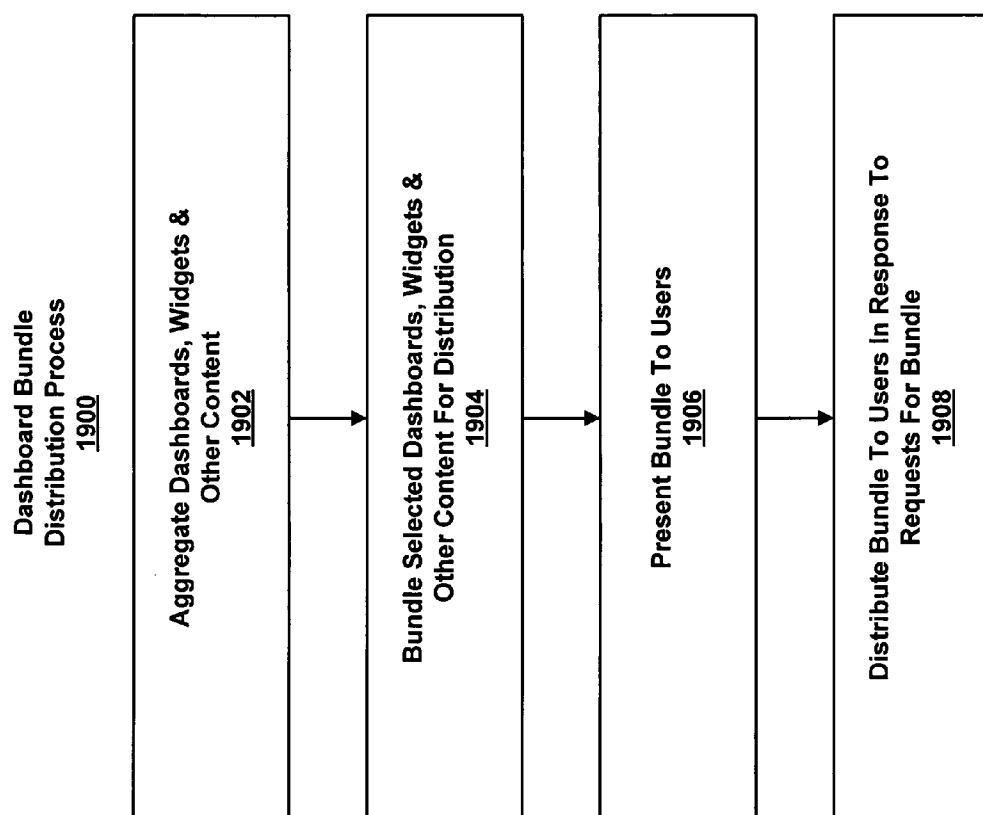 Dashboard Bundle
Distribution Process
1900
Aggregate Dashboards, Widgets &
Other Content
1902
Bundle Selected Dashboards, Widgets &
Other Content For Distribution
1904
Present Bundle To Users
1906
Distribute Bundle To Users In Response To
Requests For Bundle
1908